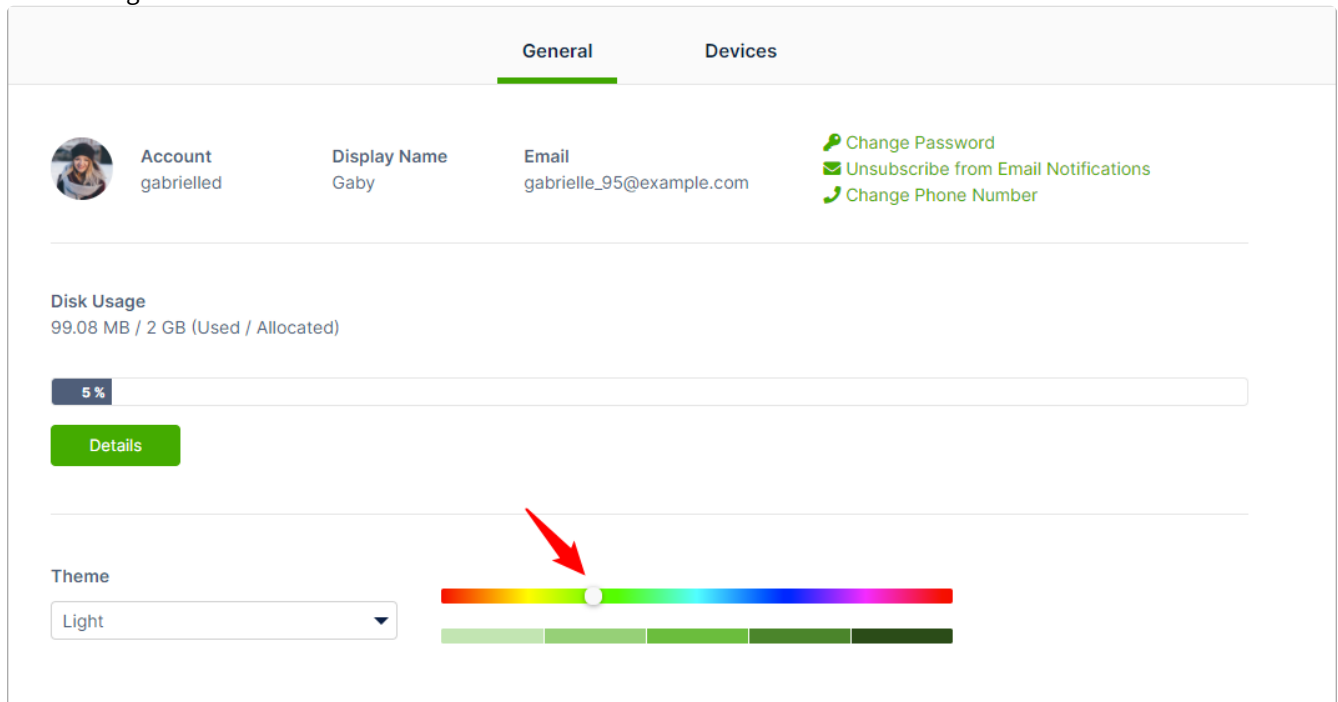 General Devices
Account Display Name Email
gabrielled Gaby gabrielle_95@example.com
Change Password
Unsubscribe from Email Notifications
Change Phone Number
Disk Usage
99.08 MB / 2 GB (Used / Allocated)
5 %
Details
Theme
Light